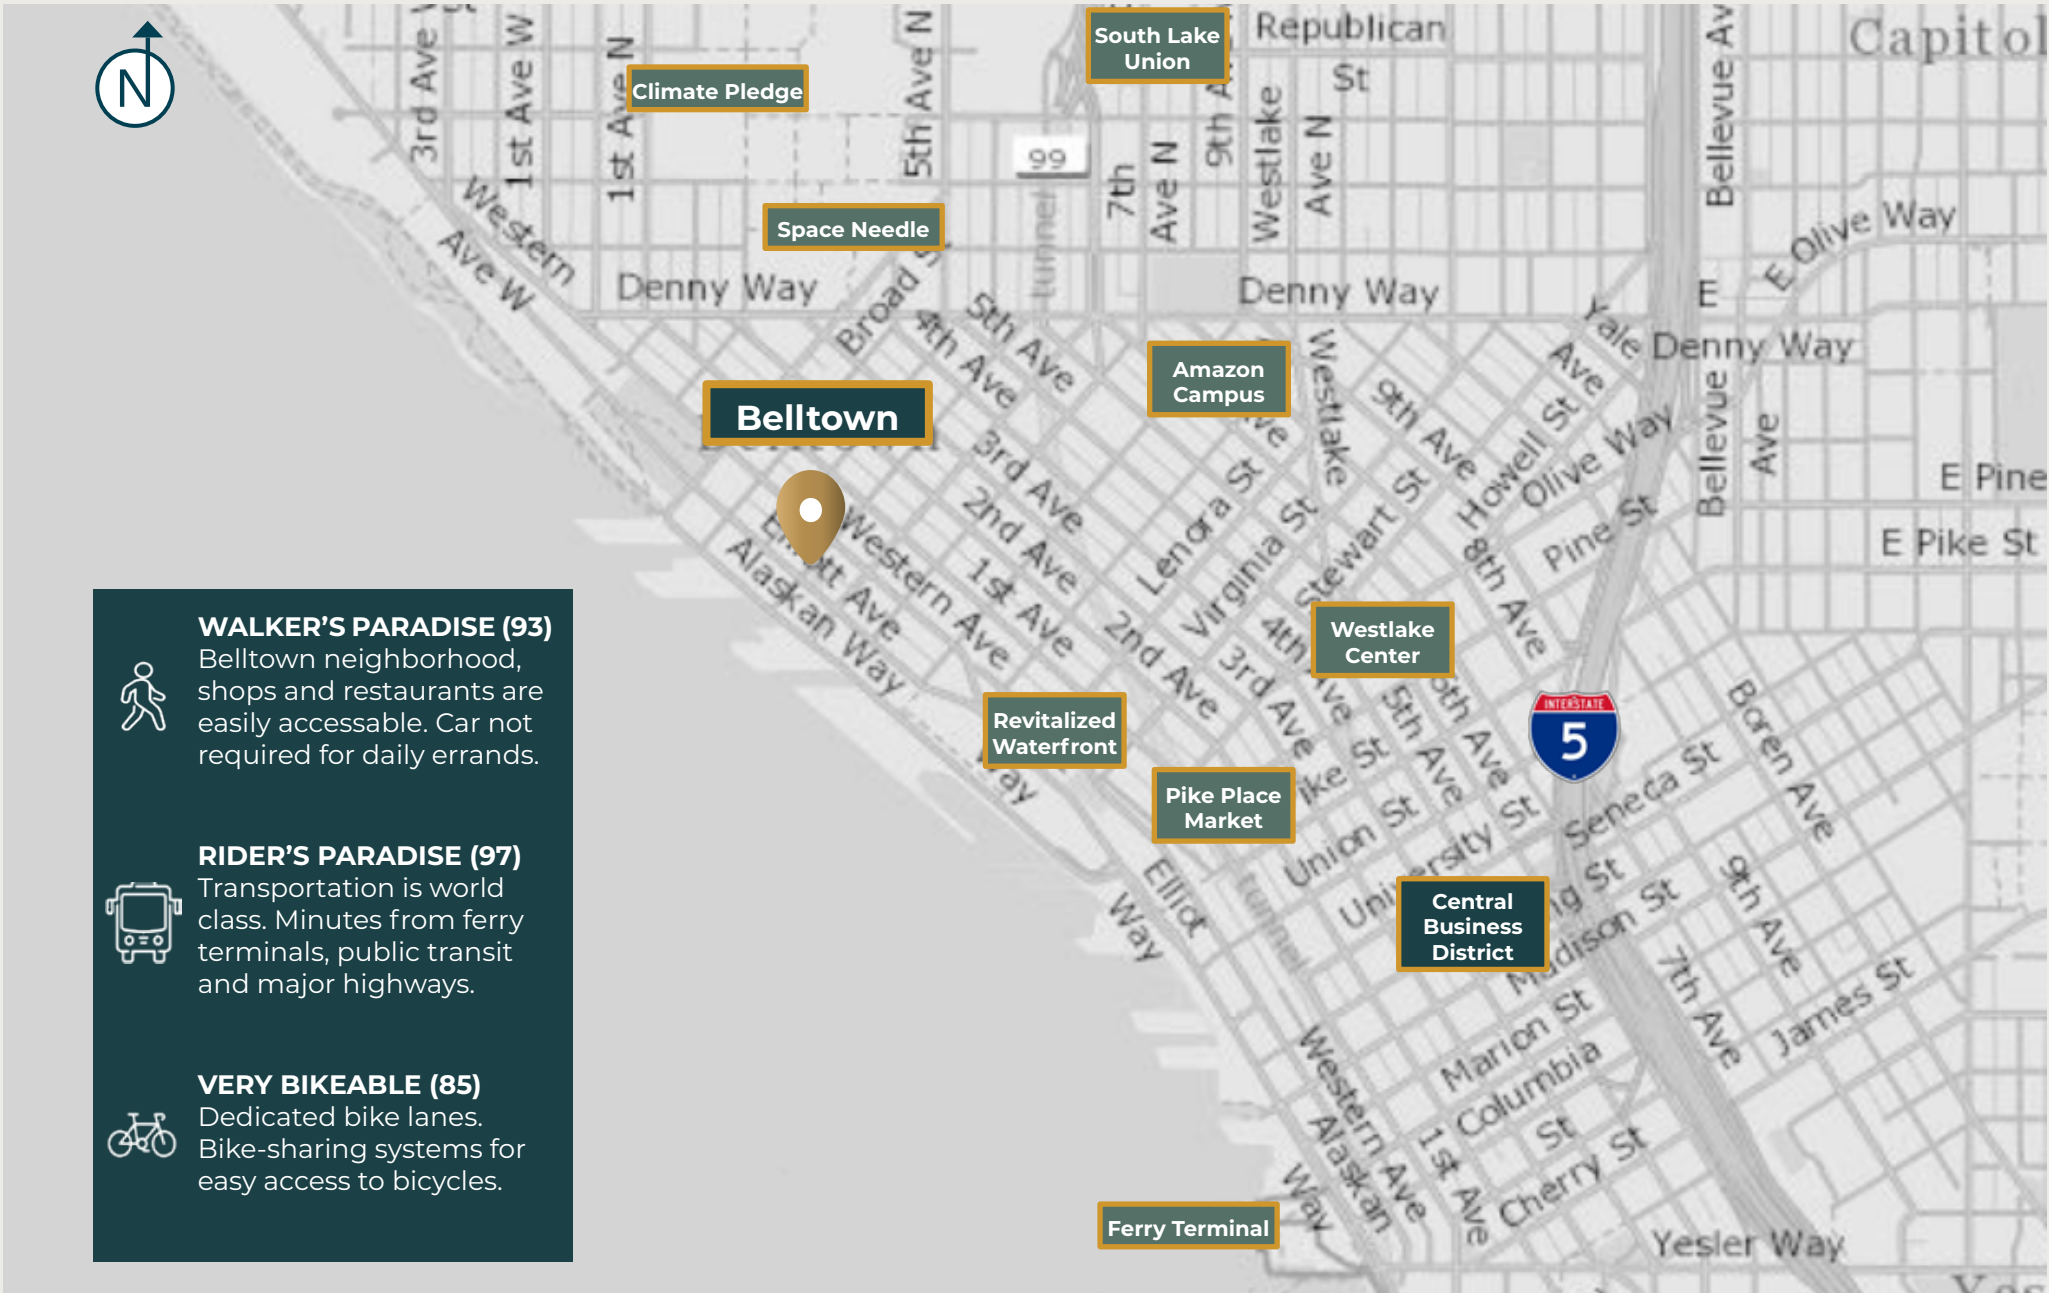 N
3rd Ave
1st Ave W
1st Ave N
5th Ave N
Climate Pledge
South Lake
Union
Republican
St
Bellevue Av
Capitol
99
7th
Ave N
9th A
Westlake
Ave N
tunnel
Western
Ave W
Space Needle
Denny Way
Denny Way
E Olive Way
E
Denny Way
Bellevue
Ave
Broad St
4th Ave
5th Ave
Yale
Ave
Amazon
Campus
Westlake
9th Ave
Howell St
Olive Way
Belltown
3rd Ave
2nd Ave
1st Ave
Western Ave
Alaskan Way
Lenora St
Virginia St
Stewart St
8th Ave
Pine St
E Pine
E Pike St
2nd Ave
3rd Ave
4th Ave
5th Ave
6th Ave
Westlake
Center
Revitalized
Waterfront
Way
Pike Place
Market
INTERSTATE
5
Boren Ave
Seneca St
Union St
University St
Central
Business
District
Madison St
9th Ave
7th Ave
James St
Elliot
Way
tunnel
Marion St
Columbia
St
Cherry St
Western Ave
Alaskan
Way
1st Ave
Ferry Terminal
Yesler Way
Yes
WALKER’S PARADISE (93)
Belltown neighborhood,
shops and restaurants are
easily accessable. Car not
required for daily errands.
RIDER’S PARADISE (97)
Transportation is world
class. Minutes from ferry
terminals, public transit
and major highways.
VERY BIKEABLE (85)
Dedicated bike lanes.
Bike-sharing systems for
easy access to bicycles.